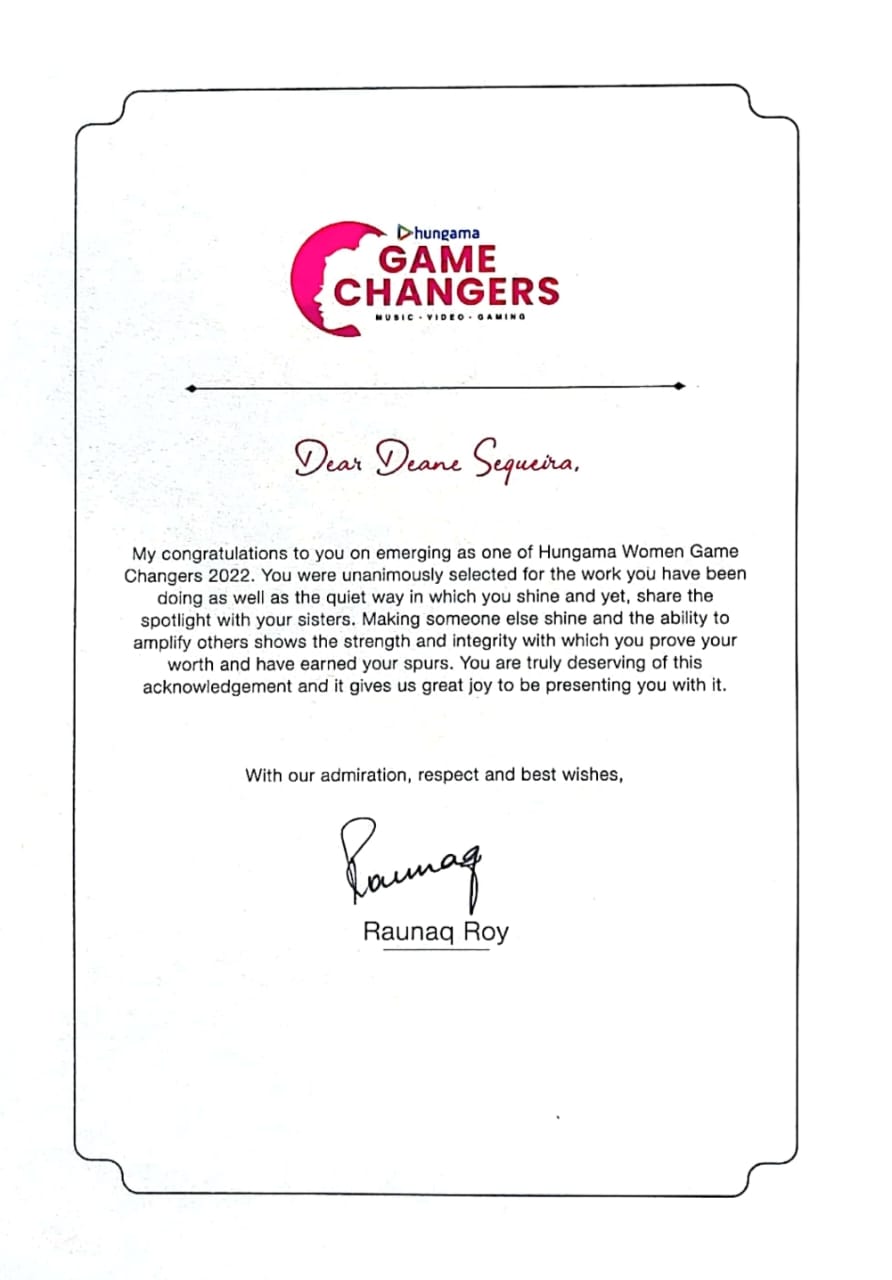 hungama
GAME
CHANGERS
MUSIC · VIDEO · GAMING
Dear Deane Sequeira,
My congratulations to you on emerging as one of Hungama Women Game
Changers 2022. You were unanimously selected for the work you have been
doing as well as the quiet way in which you shine and yet, share the
spotlight with your sisters. Making someone else shine and the ability to
amplify others shows the strength and integrity with which you prove your
worth and have earned your spurs. You are truly deserving of this
acknowledgement and it gives us great joy to be presenting you with it.
With our admiration, respect and best wishes,
Raunaq
Raunaq Roy